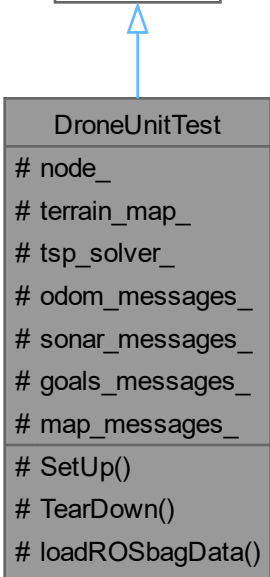 DroneUnitTest
# node_
# terrain_map_
# tsp_solver_
# odom_messages_
# sonar_messages_
# goals_messages_
# map_messages_
# SetUp()
# TearDown()
# loadROSbagData()